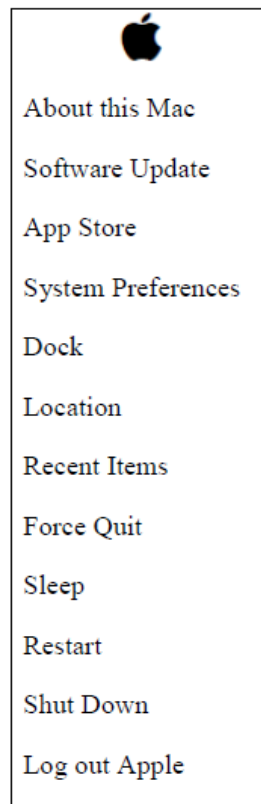 About this Mac
Software Update
App Store
System Preferences
Dock
Location
Recent Items
Force Quit
Sleep
Restart
Shut Down
Log out Apple